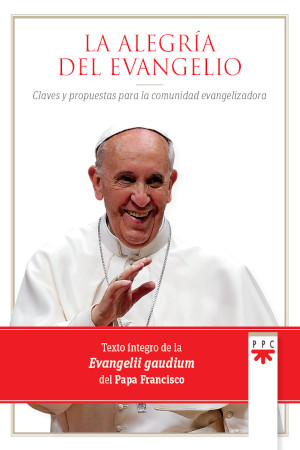 LA ALEGRÍA
DEL EVANGELIO
Claves y propuestas para la comunidad evangelizadora
Texto íntegro de la
Evangelii gaudium
del Papa Francisco
PPC